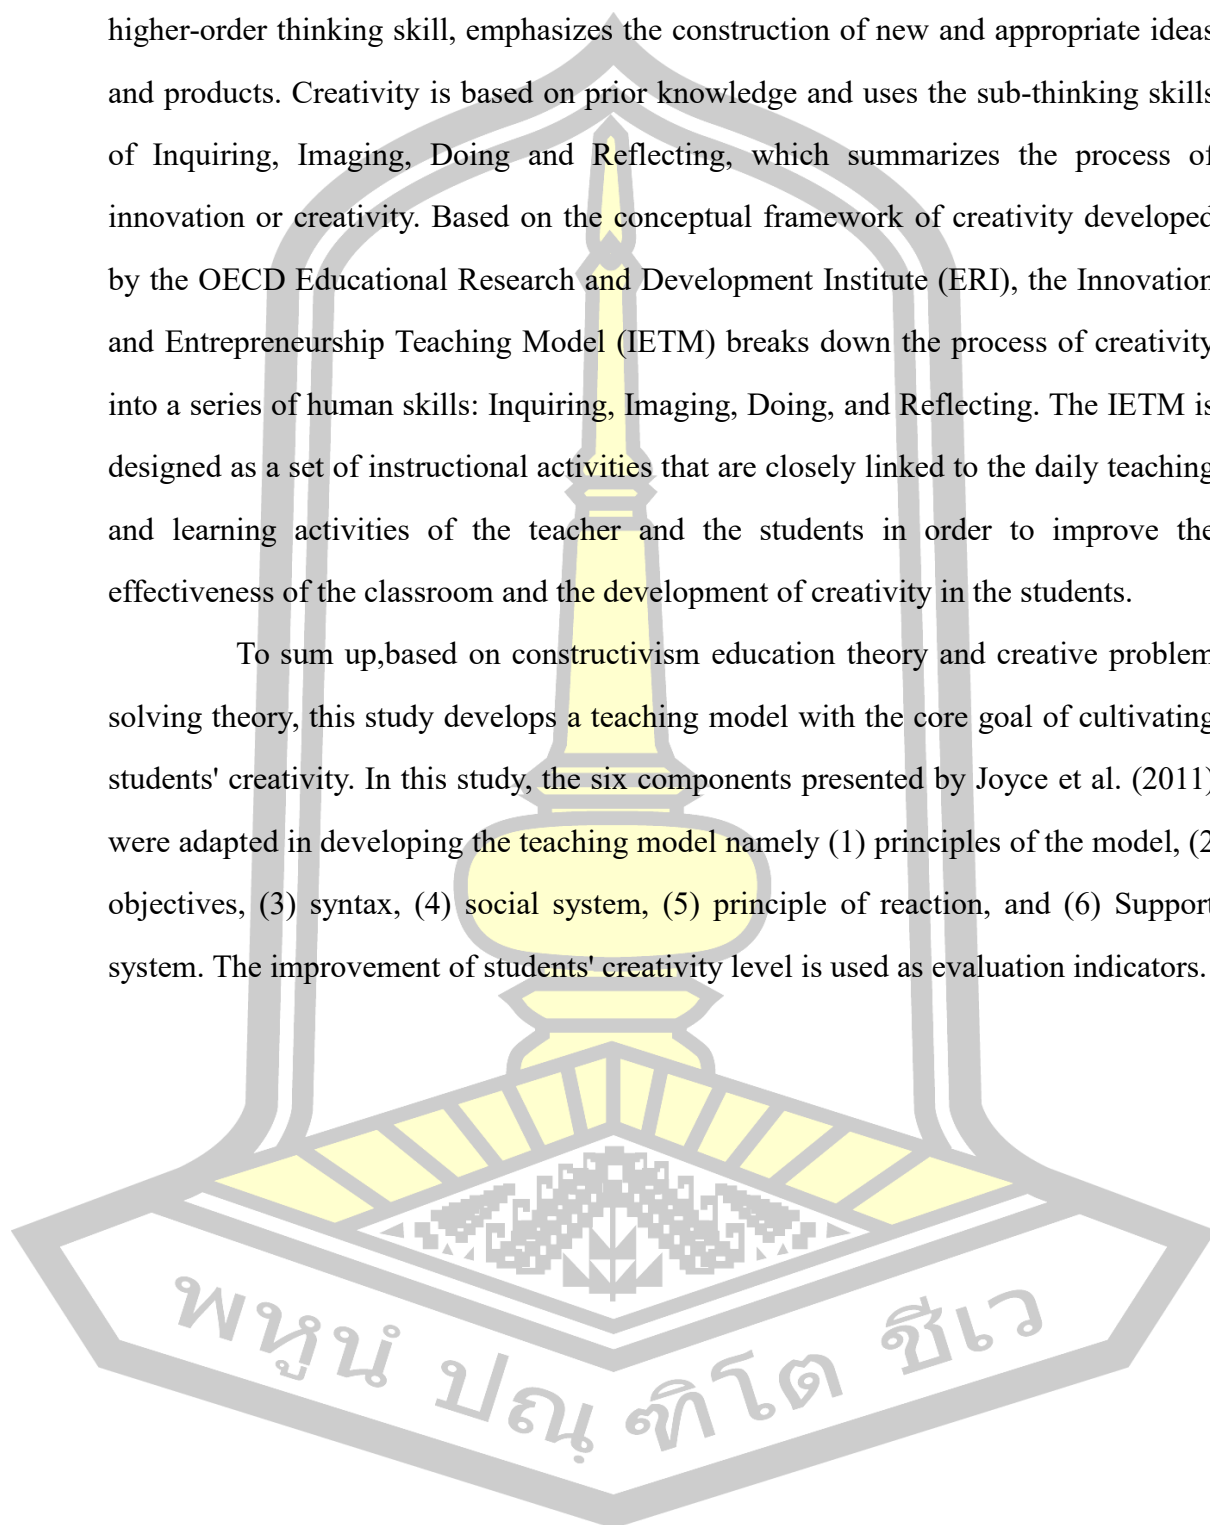 higher-order thinking skill, emphasizes the construction of new and appropriate ideas
and products. Creativity is based on prior knowledge and uses the sub-thinking skills
of Inquiring, Imaging, Doing and Reflecting, which summarizes the process of
innovation or creativity. Based on the conceptual framework of creativity developed
by the OECD Educational Research and Development Institute (ERI), the Innovation
and Entrepreneurship Teaching Model (IETM) breaks down the process of creativity
into a series of human skills: Inquiring, Imaging, Doing, and Reflecting. The IETM is
designed as a set of instructional activities that are closely linked to the daily teaching
and learning activities of the teacher and the students in order to improve the
effectiveness of the classroom and the development of creativity in the students.
To sum up,based on constructivism education theory and creative problem
solving theory, this study develops a teaching model with the core goal of cultivating
students' creativity. In this study, the six components presented by Joyce et al. (2011)
were adapted in developing the teaching model namely (1) principles of the model, (2
objectives, (3) syntax, (4) social system, (5) principle of reaction, and (6) Support
system. The improvement of students' creativity level is used as evaluation indicators.
พหูนํ ปณฺฑิโต ชีเว